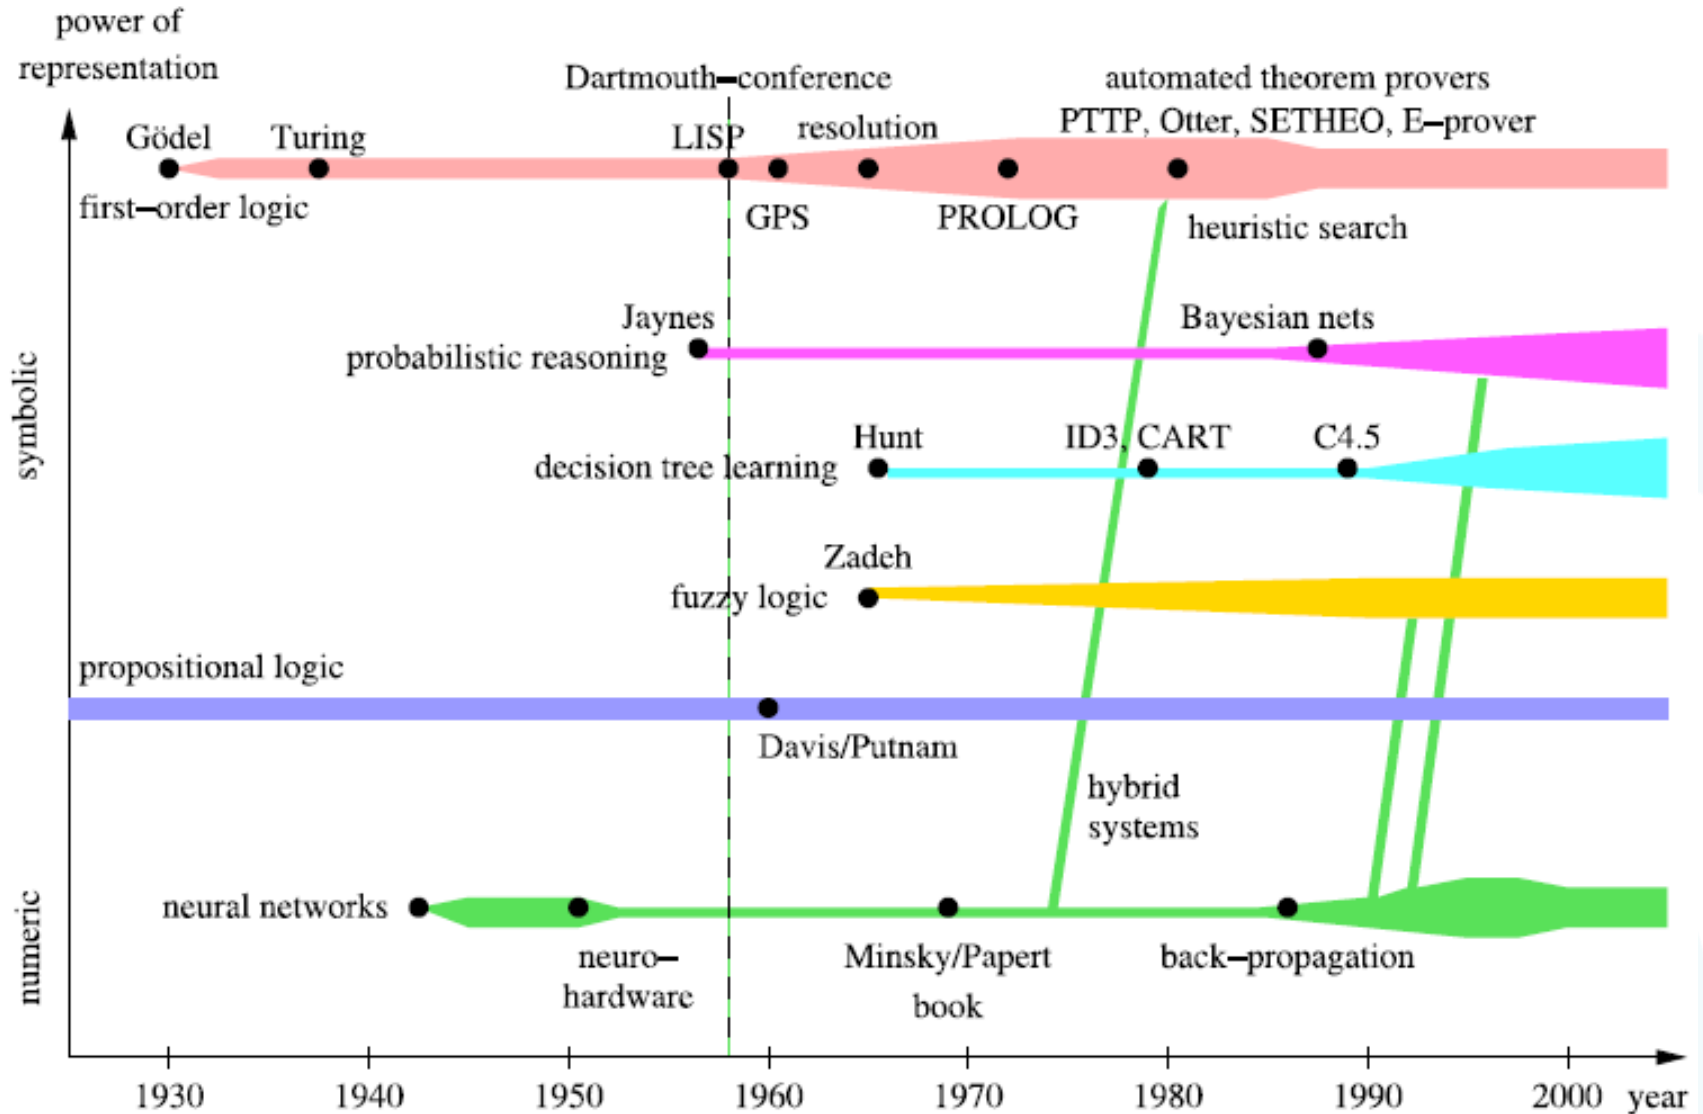 power of
representation
Dartmouth–conference
automated theorem provers
PTTP, Otter, SETHEO, E–prover
Gödel
Turing
LISP
resolution
first–order logic
GPS
PROLOG
heuristic search
Jaynes
Bayesian nets
probabilistic reasoning
symbolic
Hunt
ID3, CART
C4.5
decision tree learning
Zadeh
fuzzy logic
propositional logic
Davis/Putnam
hybrid
systems
numeric
neural networks
neuro–
hardware
Minsky/Papert
book
back–propagation
1930
1940
1950
1960
1970
1980
1990
2000
year